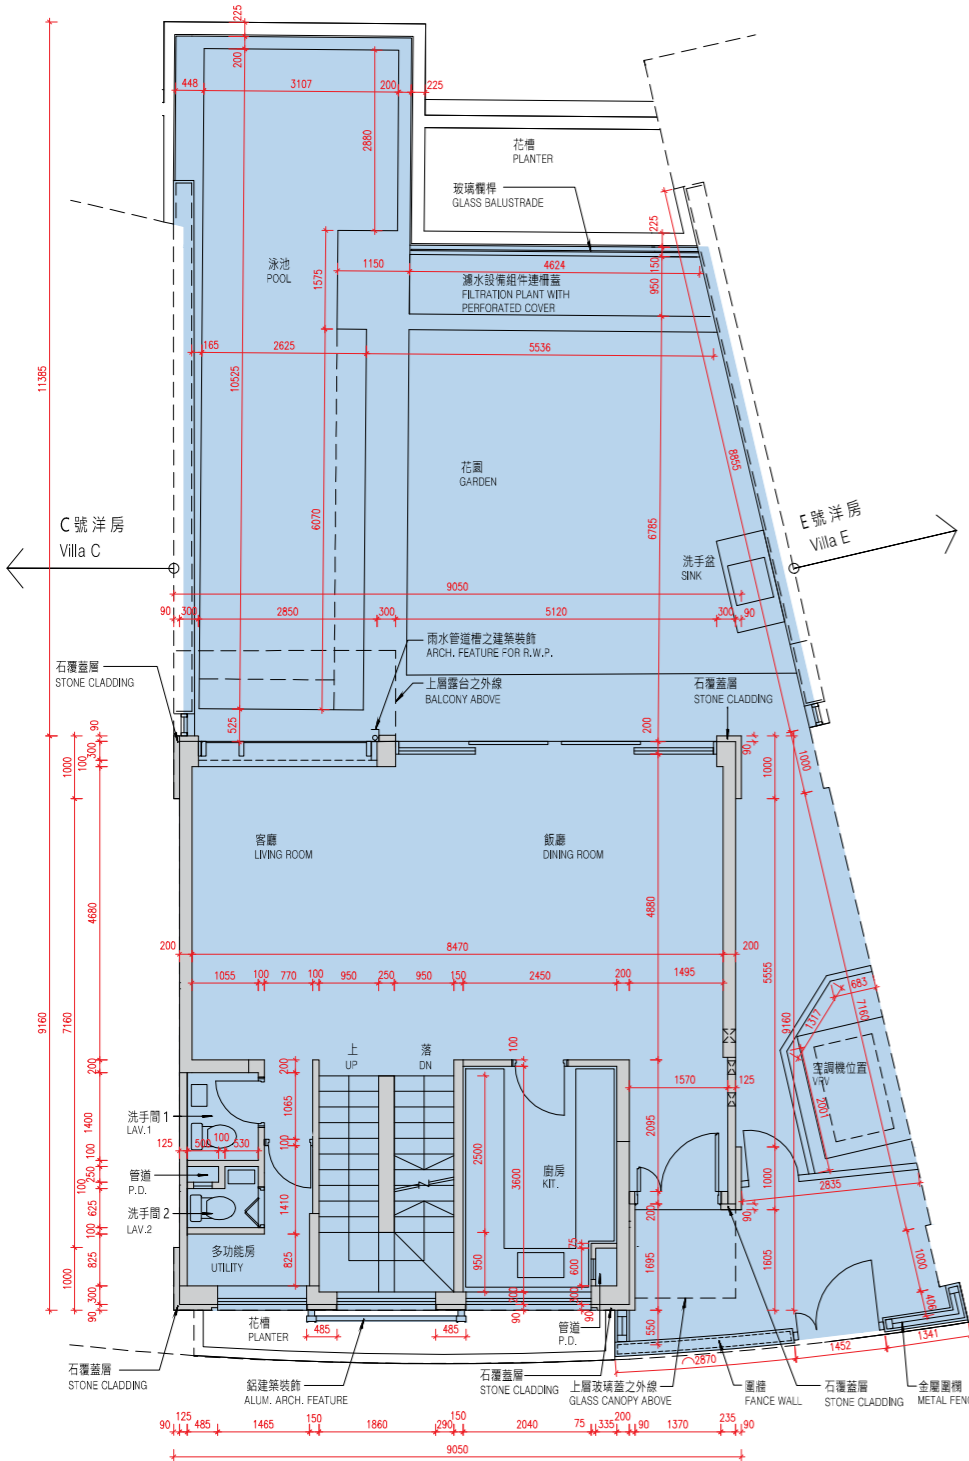 225
200
448
3107
200
225
2880
花槽
PLANTER
玻璃欄桿
GLASS BALUSTRADE
225
150
950
泳池
POOL
1575
1150
4624
濾水設備組件連柵蓋
FILTRATION PLANT WITH
PERFORATED COVER
165
2625
5536
11385
10525
8855
花園
GARDEN
6070
6785
C 號洋房
Villa C
E號洋房
Villa E
洗手盆
SINK
9050
90
300
2850
300
5120
300
90
雨水管道槽之建築裝飾
ARCH. FEATURE FOR R.W.P.
石覆蓋層
STONE CLADDING
上層露台之外線
BALCONY ABOVE
石覆蓋層
STONE CLADDING
90
300
100
1000
525
200
90
1000
1000
客廳
LIVING ROOM
飯廳
DINING ROOM
4680
4880
200
8470
200
1055
100
770
100
950
250
950
150
2450
200
1495
5555
9160
7160
9160
683
1317
7160
上
UP
落
DN
100
200
200
1570
125
空調機位置
VRV
洗手間 1
LAV.1
1400
1065
100
2095
2001
125
500
100
530
100
管道
P.D.
250
100
2500
3600
廚房
KIT.
1000
2835
洗手間 2
LAV.2
625
1410
200
90
100
多功能房
UTILITY
825
825
950
75
600
1695
1605
1000
1000
300
90
300
300
90
90
406
花槽
PLANTER
485
485
管道
P.D.
550
石覆蓋層
STONE CLADDING
鋁建築裝飾
ALUM. ARCH. FEATURE
石覆蓋層
STONE CLADDING
上層玻璃蓋之外線
GLASS CANOPY ABOVE
2870
1452
1341
圍牆
FANCE WALL
石覆蓋層
STONE CLADDING
金屬圍欄
METAL FENC
90
125
485
1465
150
1860
290
150
2040
75
335
200
90
1370
235
90
9050